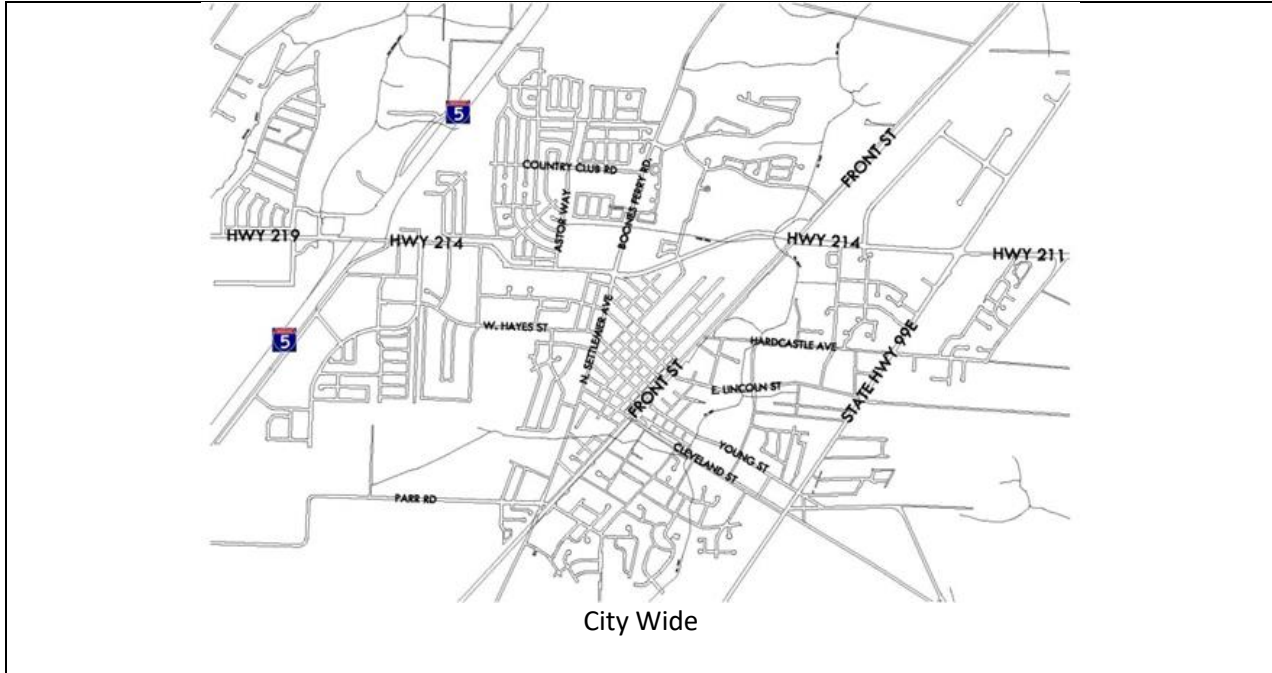 5
FRONT ST
COUNTRY CLUB RD
BOONES FERRY RD.
ASTOR WAY
HWY 219
HWY 214
HWY 214
HWY 211
N. SETTLEMIER AVE
W. HAYES ST
5
HARDCASTLE AVE
STATE HWY 99E
E. LINCOLN ST
FRONT ST
YOUNG ST
CLEVELAND ST
PARR RD
City Wide